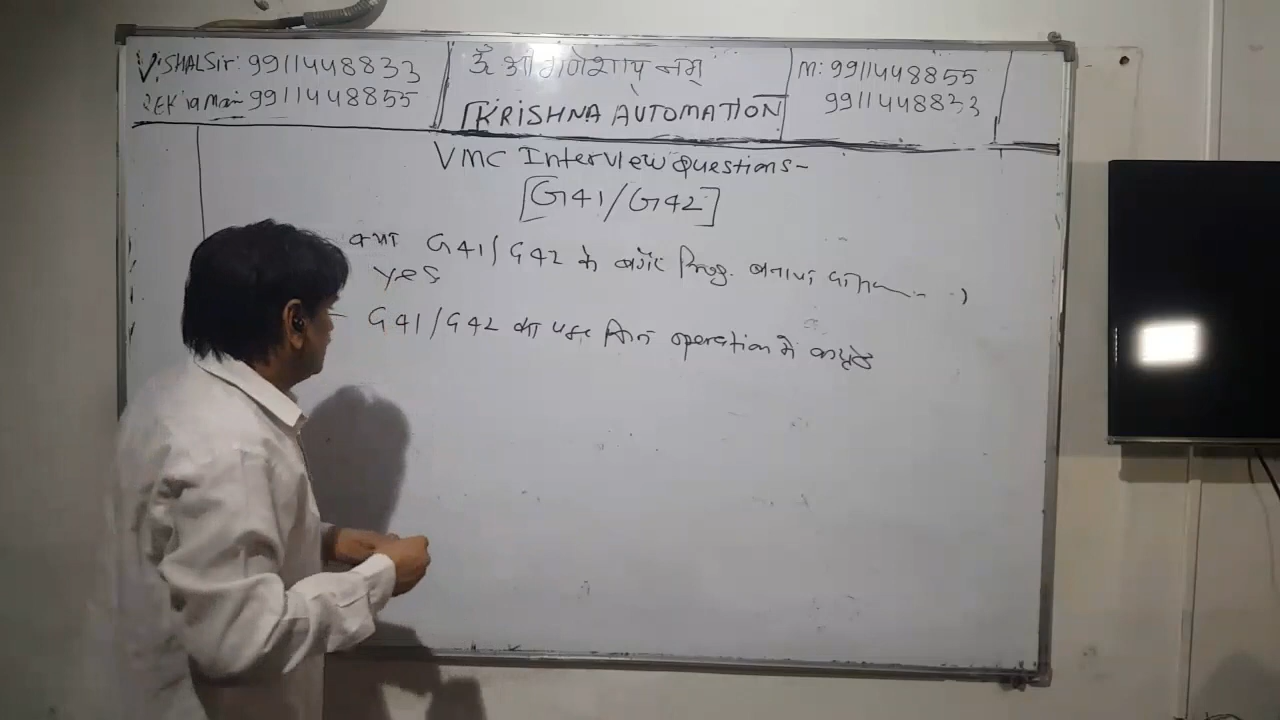 VISHAL Sir: 9911448833
Rekha Mam 9911448855
ॐ श्री गणेशाय नमः
KRISHNA AUTOMATION
M: 9911448855
9911448833
VMC Interview questions-
[G41/G42]
क्या G41/G42 के बगैर Prog. बनाया
Yes
- G41/G42 का use किन operation में करते है